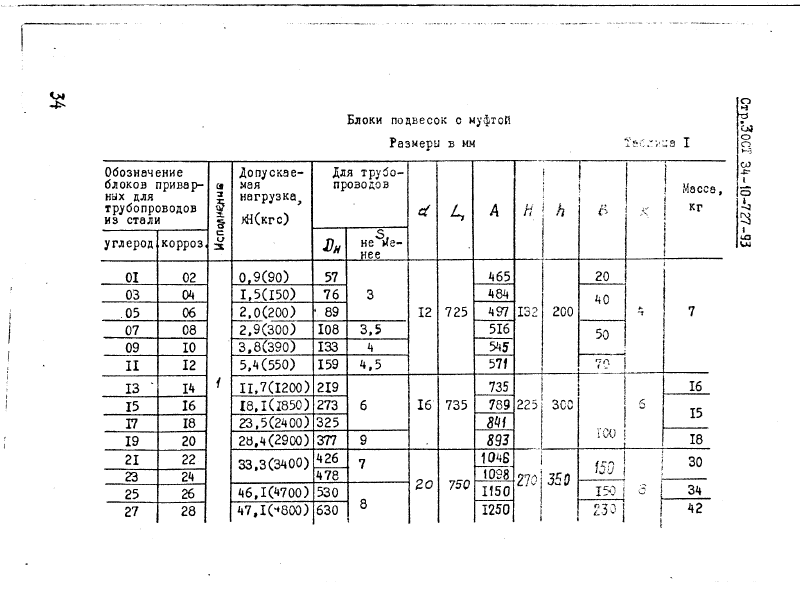 34
Стр.3 ОСТ 34-10-727-93
Блоки подвесок с муфтой
Размеры в мм
Таблица I
Обозначение блоков приварных для трубопроводов из стали | Исполнение | Допускаемая нагрузка, кН(кгс) | Для трубопроводов | d | L, | A | H | h | B | Масса, кг
углерод. | корроз. | Dн | S, не менее
01 | 02 | 1 | 0,9(90) | 57 | 3 | I2 | 725 | 465 | I32 | 200 | 20 | 4 | 7
03 | 04 | I,5(I50) | 76 | 484 | 40
05 | 06 | 2,0(200) | 89 | 497
07 | 08 | 2,9(300) | I08 | 3,5 | 5I6 | 50
09 | I0 | 3,8(390) | I33 | 4 | 545
II | I2 | 5,4(550) | I59 | 4,5 | 57I | 70
I3 | I4 | II,7(I200) | 2I9 | 6 | I6 | 735 | 735 | 225 | 300 | I00 | 6 | I6
I5 | I6 | I8,I(I850) | 273 | 789 | I5
I7 | I8 | 23,5(2400) | 325 | 841
I9 | 20 | 28,4(2900) | 377 | 9 | 893 | I8
2I | 22 | 33,3(3400) | 426 | 7 | 20 | 750 | I046 | 270 | 350 | 150 | 30
23 | 24 | 478 | I098
25 | 26 | 46,I(4700) | 530 | 8 | II50 | I50 | 34
27 | 28 | 47,I(4800) | 630 | I250 | 230 | 42